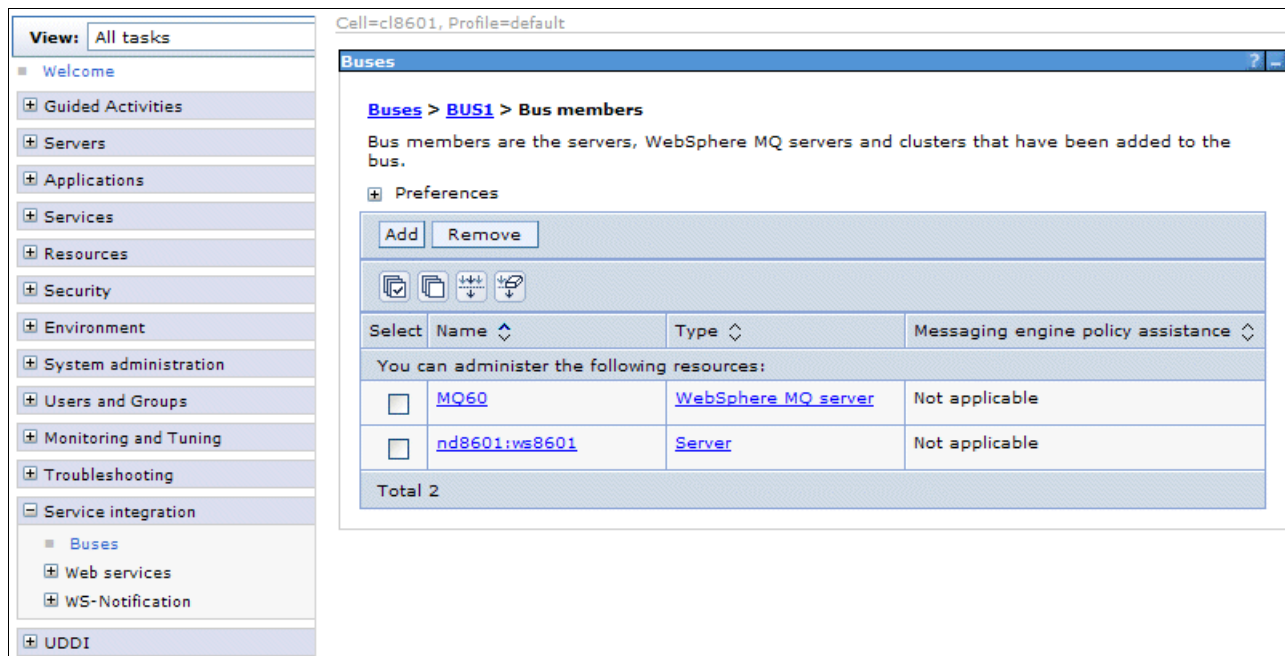 Cell=cl8601, Profile=default
View: All tasks
Welcome
Guided Activities
Servers
Applications
Services
Resources
Security
Environment
System administration
Users and Groups
Monitoring and Tuning
Troubleshooting
Service integration
Buses
Web services
WS-Notification
UDDI
Buses ? -
Buses > BUS1 > Bus members
Bus members are the servers, WebSphere MQ servers and clusters that have been added to the
bus.
Preferences
Add Remove
Select Name Type Messaging engine policy assistance
You can administer the following resources:
MQ60 WebSphere MQ server Not applicable
nd8601:ws8601 Server Not applicable
Total 2